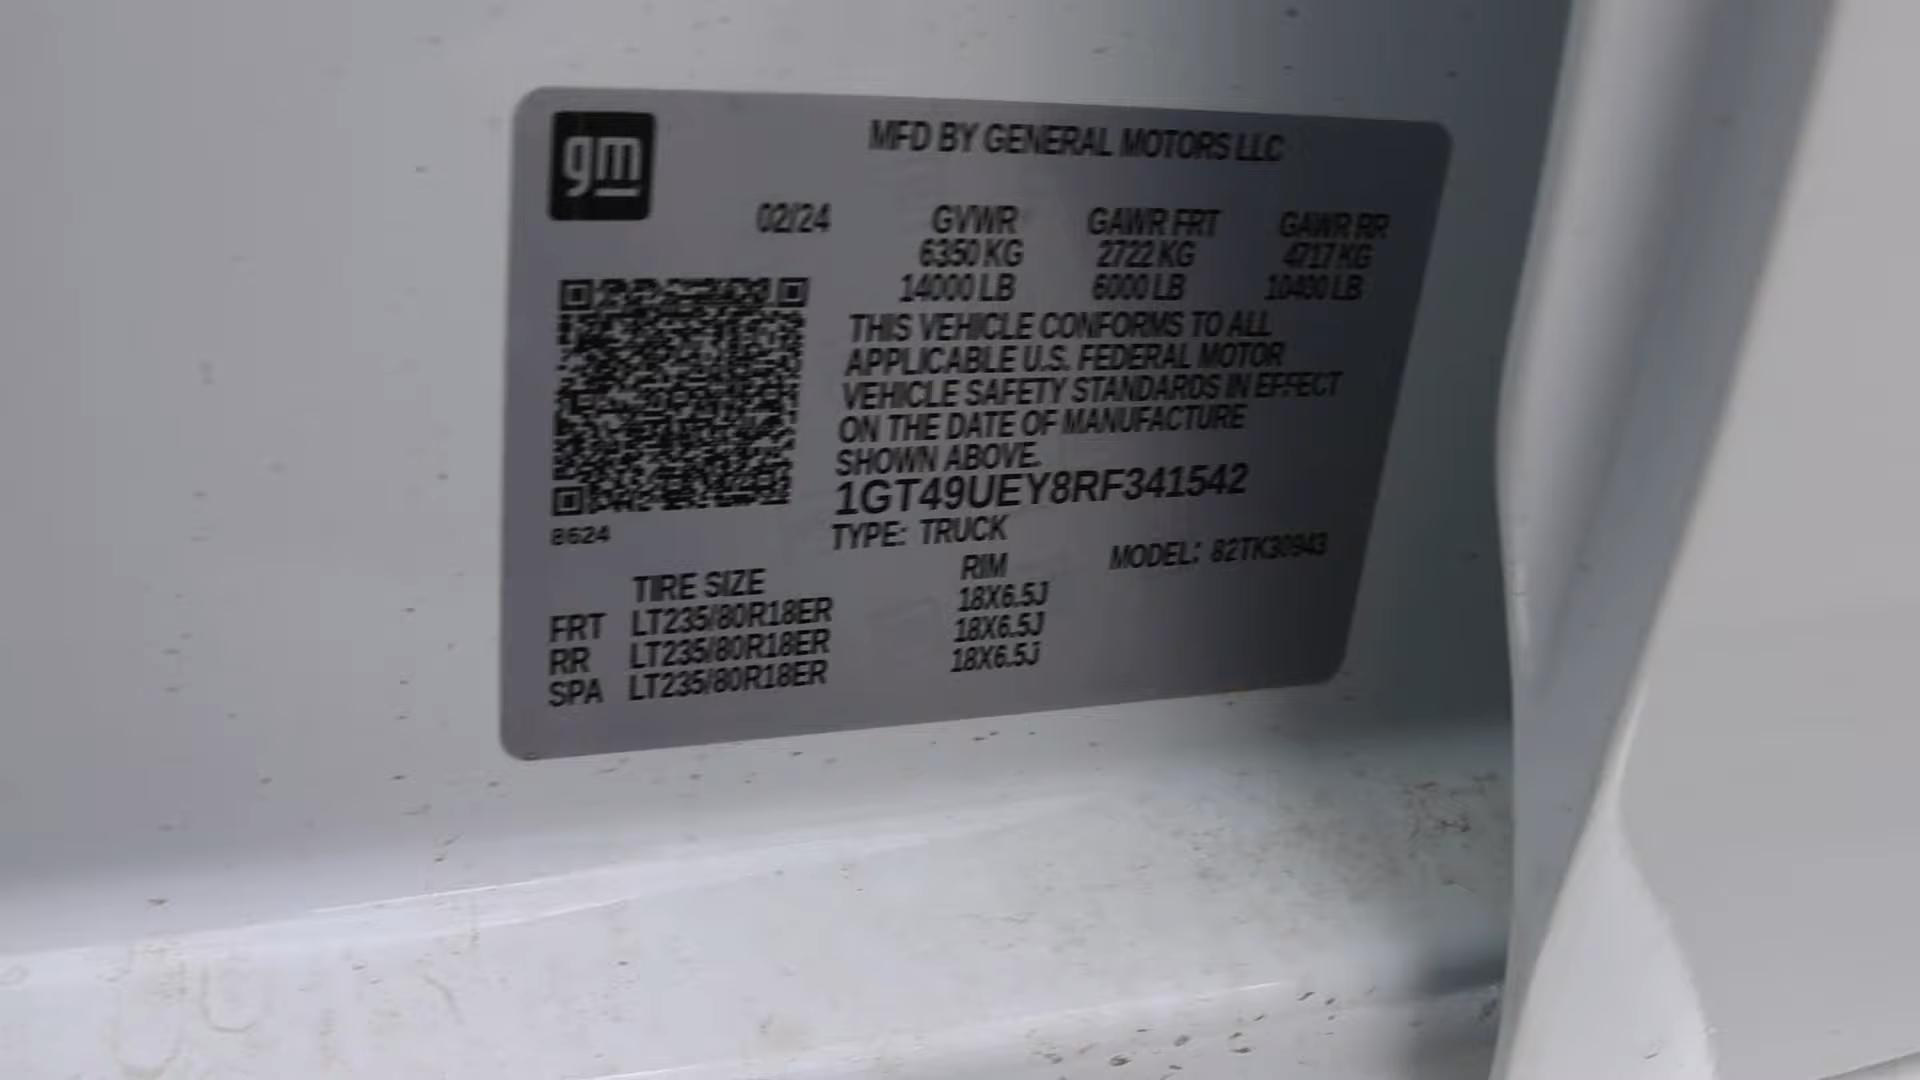 gm
MFD BY GENERAL MOTORS LLC
02/24 GVWR GAWR FRT GAWR RR
6350 KG 2722 KG 4717 KG
14000 LB 6000 LB 10400 LB
THIS VEHICLE CONFORMS TO ALL
APPLICABLE U.S. FEDERAL MOTOR
VEHICLE SAFETY STANDARDS IN EFFECT
ON THE DATE OF MANUFACTURE
SHOWN ABOVE.
1GT49UEY8RF341542
8624
TYPE: TRUCK
MODEL: 82TK30943
TIRE SIZE RIM
FRT LT235/80R18ER 18X6.5J
RR LT235/80R18ER 18X6.5J
SPA LT235/80R18ER 18X6.5J